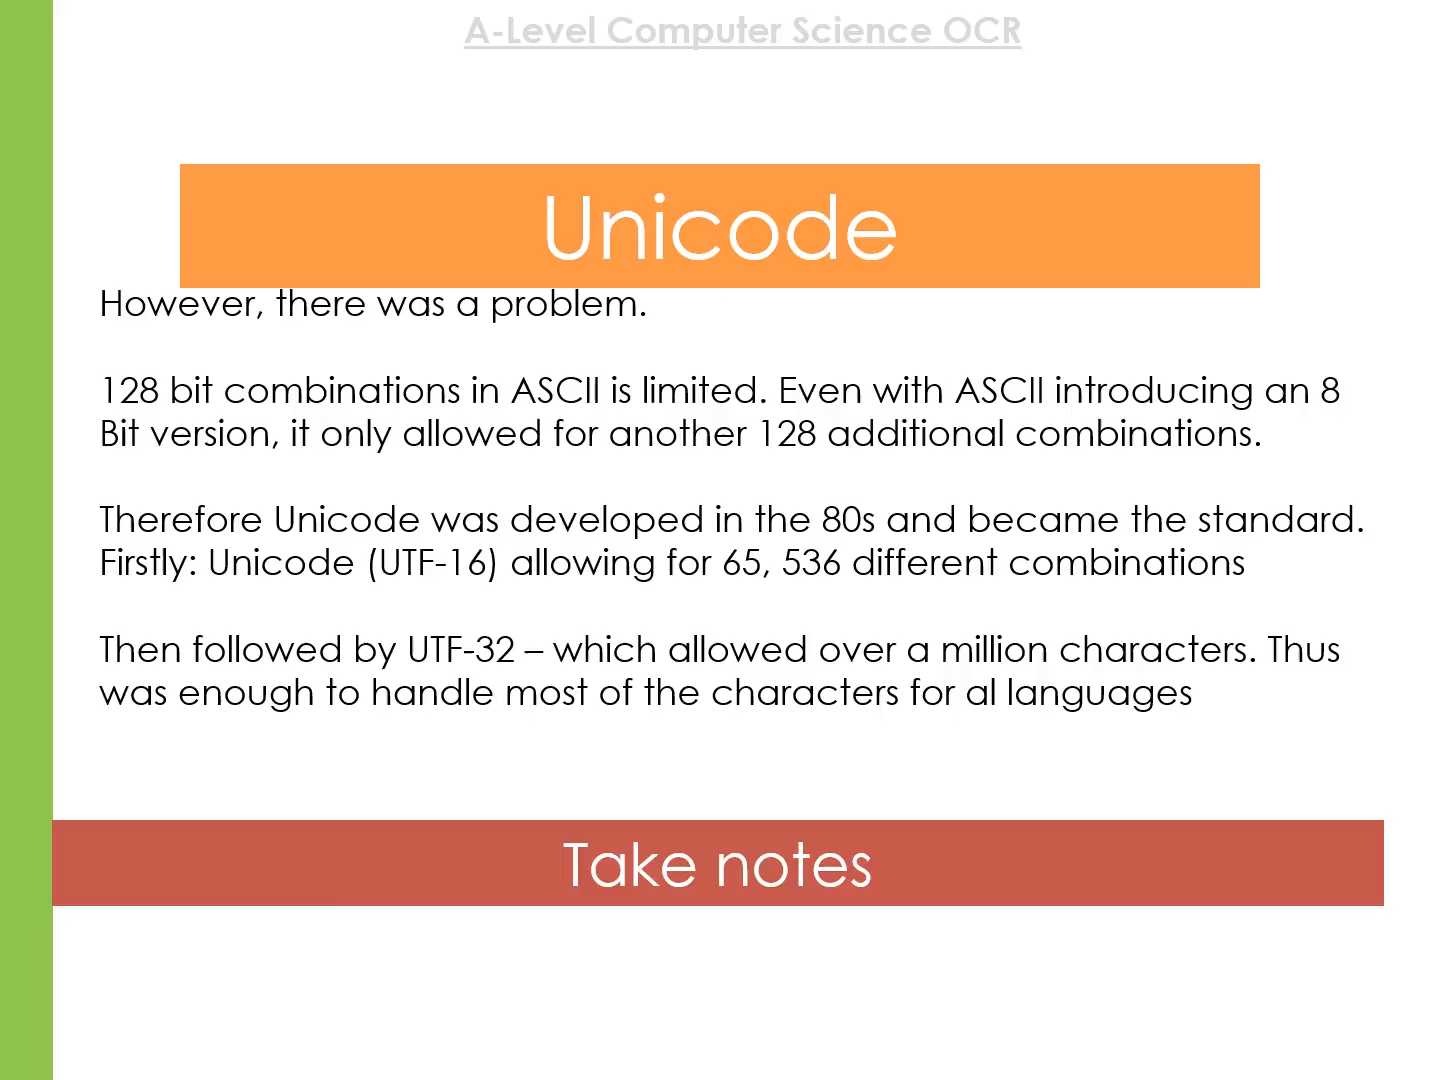 A-Level Computer Science OCR
Unicode
However, there was a problem.
128 bit combinations in ASCII is limited. Even with ASCII introducing an 8
Bit version, it only allowed for another 128 additional combinations.
Therefore Unicode was developed in the 80s and became the standard.
Firstly: Unicode (UTF-16) allowing for 65, 536 different combinations
Then followed by UTF-32 – which allowed over a million characters. Thus
was enough to handle most of the characters for al languages
Take notes